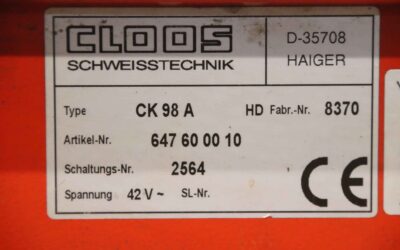 CLOOS
SCHWEISSTECHNIK
D-35708
HAIGER
Type CK 98 A HD Fabr.-Nr. 8370
Artikel-Nr. 647 60 00 10
Schaltungs-Nr. 2564
Spannung 42 V~ SL-Nr.
CE